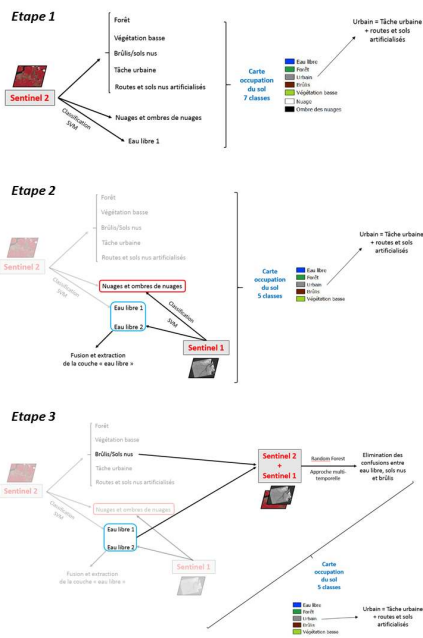 Etape 1
Forêt
Végétation basse
Brûlis/Sols nus
Tâche urbaine
Routes et sols nus artificialisés
Sentinel 2
Classification
SVM
Nuages et ombres de nuages
Eau libre 1
Carte
occupation
du sol
7 classes
Eau libre
Forêt
Urbain
Brûlis
Végétation basse
Nuage
Ombre des nuages
Urbain = Tâche urbaine
+ routes et sols
artificialisés
Etape 2
Forêt
Végétation basse
Brûlis/Sols nus
Tâche urbaine
Routes et sols nus artificialisés
Sentinel 2
Classification
SVM
Nuages et ombres de nuages
Eau libre 1
Eau libre 2
Classification
SVM
Sentinel 1
Fusion et extraction
de la couche « eau libre »
Carte
occupation
du sol
5 classes
Eau libre
Forêt
Urbain
Brûlis
Végétation basse
Urbain = Tâche urbaine
+ routes et sols
artificialisés
Etape 3
Forêt
Végétation basse
Brûlis/Sols nus
Tâche urbaine
Routes et sols nus artificialisés
Sentinel 2
Classification
SVM
Nuages et ombres de nuages
Eau libre 1
Eau libre 2
Sentinel 1
Fusion et extraction
de la couche « eau libre »
Sentinel 2
+
Sentinel 1
Random Forest
Approche multi-
temporelle
Elimination des
confusions entre
eau libre, sols nus
et brûlis
Carte
occupation
du sol
5 classes
Eau libre
Forêt
Urbain
Brûlis
Végétation basse
Urbain = Tâche urbaine
+ routes et sols
artificialisés